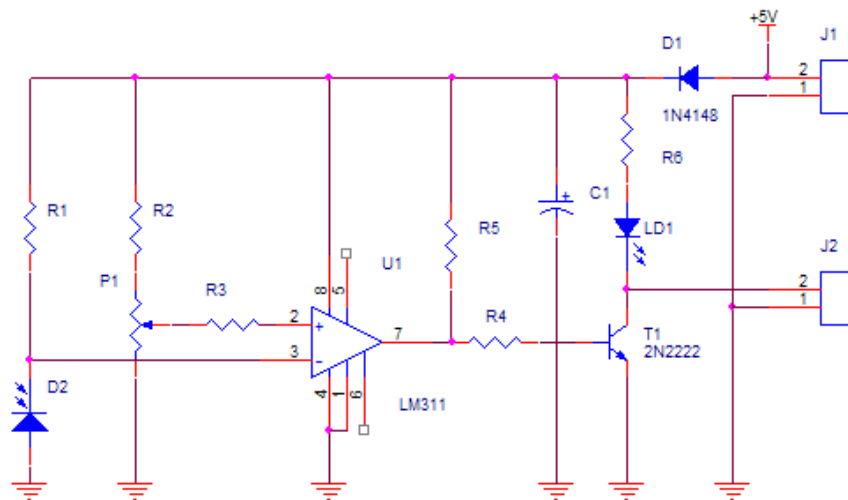 +5V
D1
J1
2
1
1N4148
R6
R1
R2
C1
R5
LD1
U1
P1
8
5
J2
R3
2
1
2
+
R4
7
T1
3
-
2N2222
D2
4
1
6
LM311
+